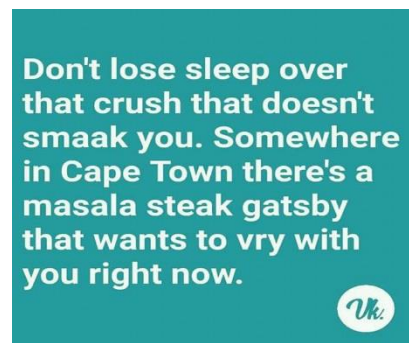 Don't lose sleep over
that crush that doesn't
smaak you. Somewhere
in Cape Town there's a
masala steak gatsby
that wants to vry with
you right now.
Vk.